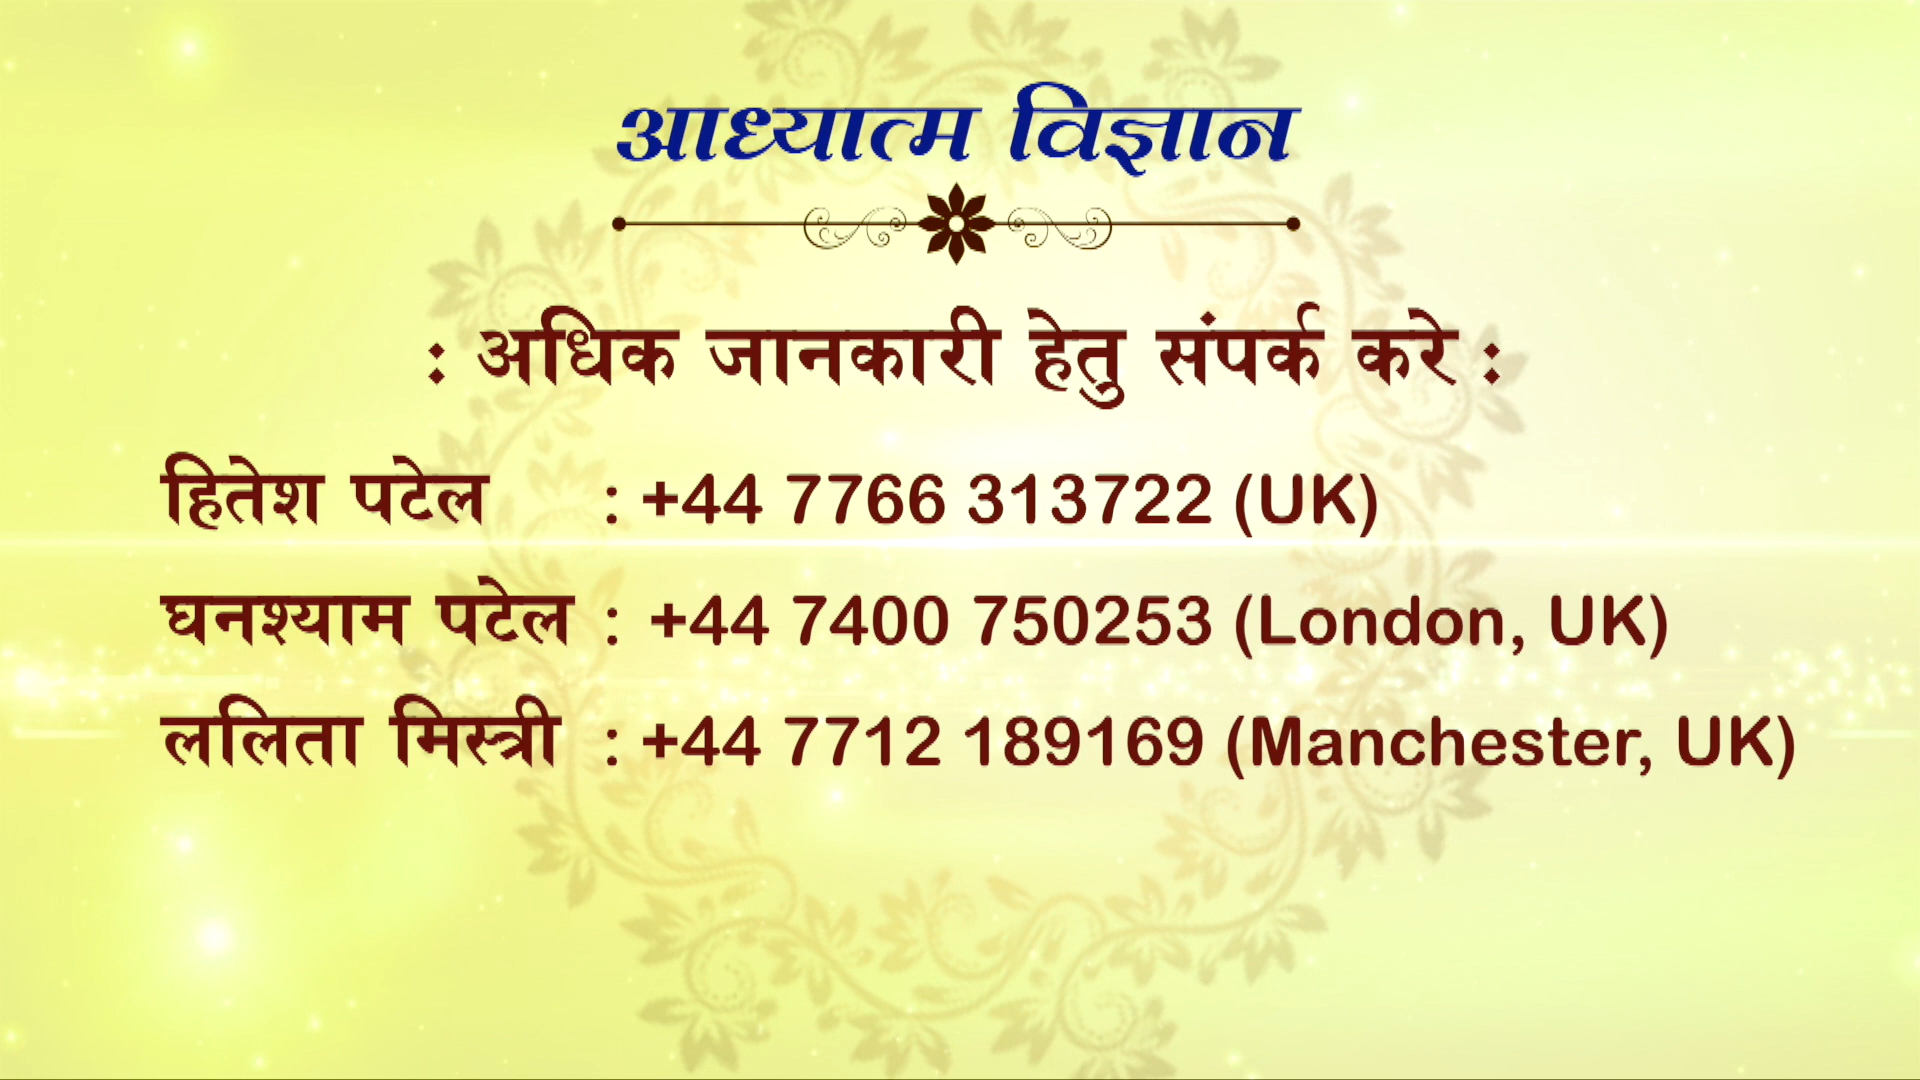 आध्यात्म विज्ञान
: अधिक जानकारी हेतु संपर्क करे :
हितेश पटेल : +44 7766 313722 (UK)
घनश्याम पटेल : +44 7400 750253 (London, UK)
ललिता मिस्त्री : +44 7712 189169 (Manchester, UK)